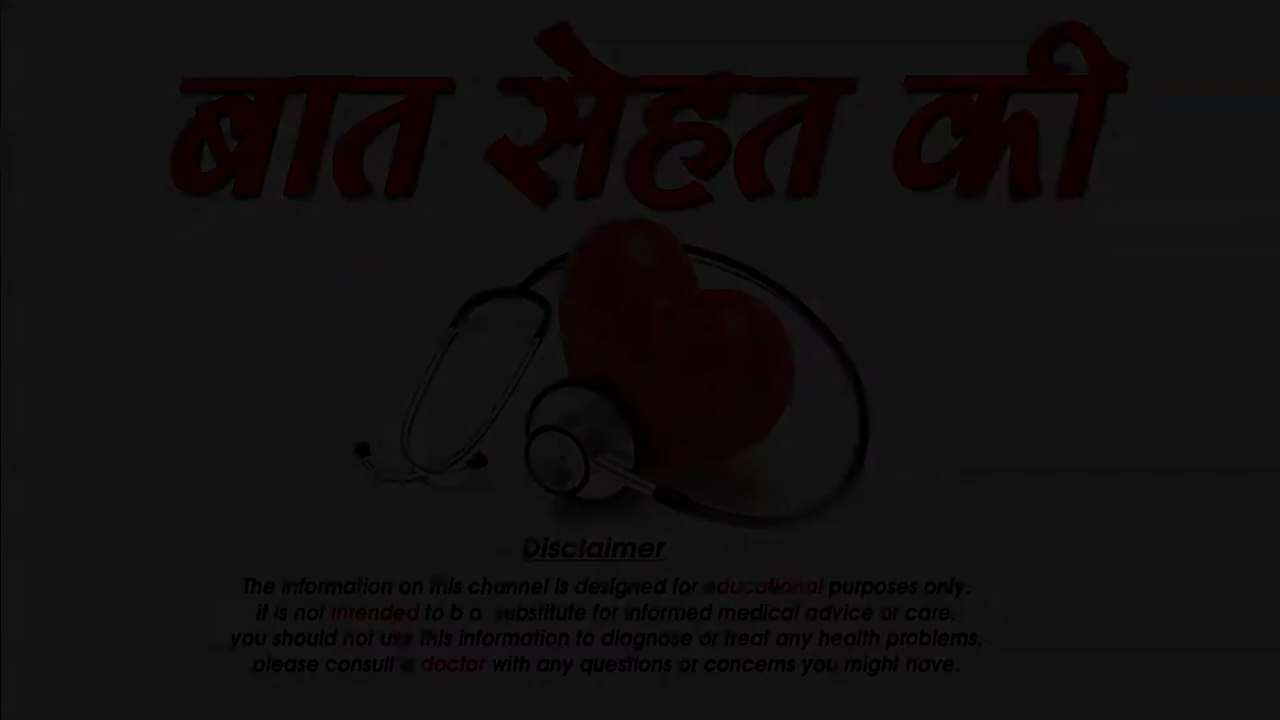 बात सेहत की
Disclaimer
The information on this channel is designed for educational purposes only.
it is not intended to b a substitute for informed medical advice or care.
you should not use this information to diagnose or treat any health problems.
please consult a doctor with any questions or concerns you might have.